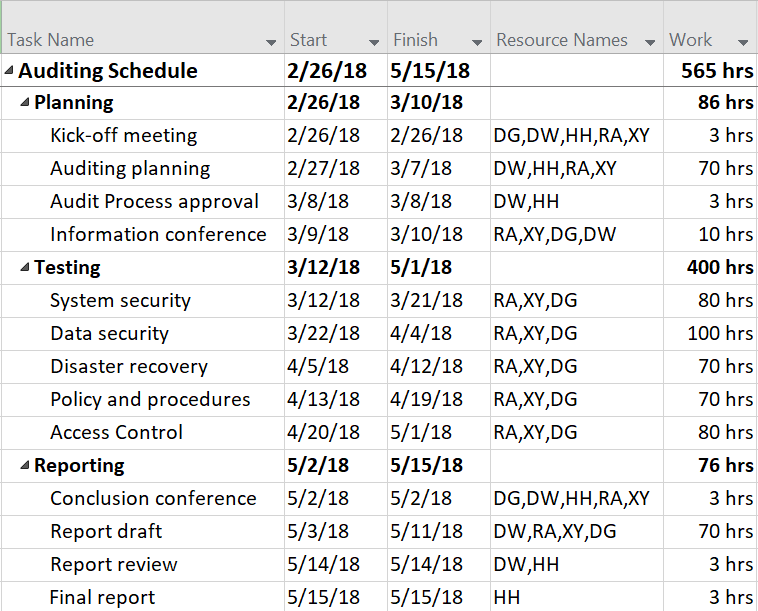 Task Name Start Finish Resource Names Work
Auditing Schedule 2/26/18 5/15/18 565 hrs
Planning 2/26/18 3/10/18 86 hrs
Kick-off meeting 2/26/18 2/26/18 DG,DW,HH,RA,XY 3 hrs
Auditing planning 2/27/18 3/7/18 DW,HH,RA,XY 70 hrs
Audit Process approval 3/8/18 3/8/18 DW,HH 3 hrs
Information conference 3/9/18 3/10/18 RA,XY,DG,DW 10 hrs
Testing 3/12/18 5/1/18 400 hrs
System security 3/12/18 3/21/18 RA,XY,DG 80 hrs
Data security 3/22/18 4/4/18 RA,XY,DG 100 hrs
Disaster recovery 4/5/18 4/12/18 RA,XY,DG 70 hrs
Policy and procedures 4/13/18 4/19/18 RA,XY,DG 70 hrs
Access Control 4/20/18 5/1/18 RA,XY,DG 80 hrs
Reporting 5/2/18 5/15/18 76 hrs
Conclusion conference 5/2/18 5/2/18 DG,DW,HH,RA,XY 3 hrs
Report draft 5/3/18 5/11/18 DW,RA,XY,DG 70 hrs
Report review 5/14/18 5/14/18 DW,HH 3 hrs
Final report 5/15/18 5/15/18 HH 3 hrs